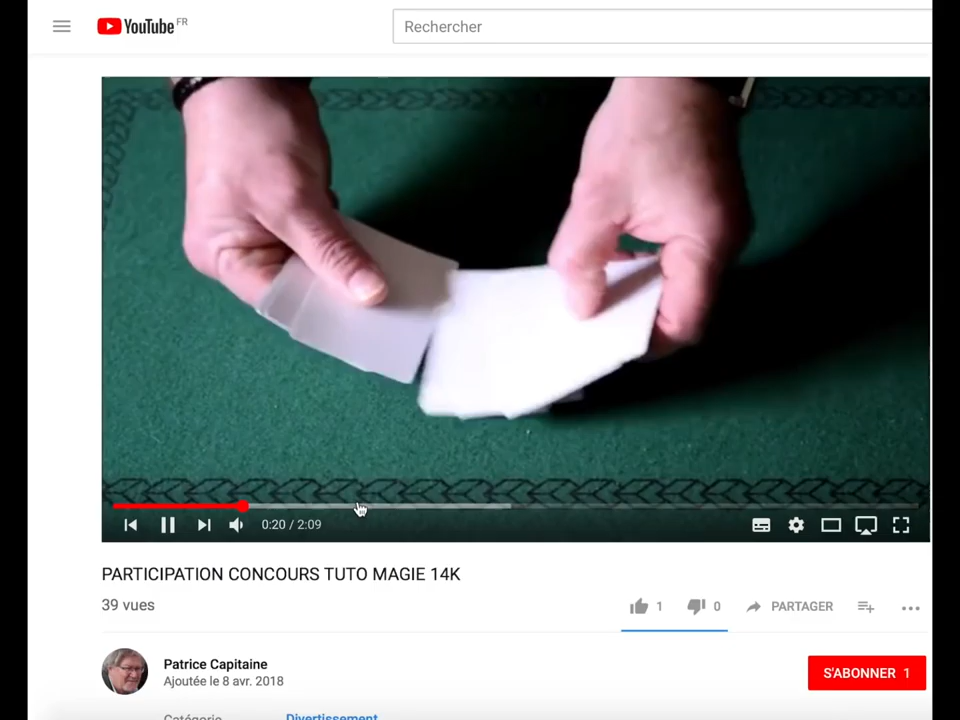 YouTube FR
Rechercher
0:20 / 2:09
PARTICIPATION CONCOURS TUTO MAGIE 14K
39 vues
1
0
PARTAGER
Patrice Capitaine
Ajoutée le 8 avr. 2018
S'ABONNER 1
Catégorie
Divertissement